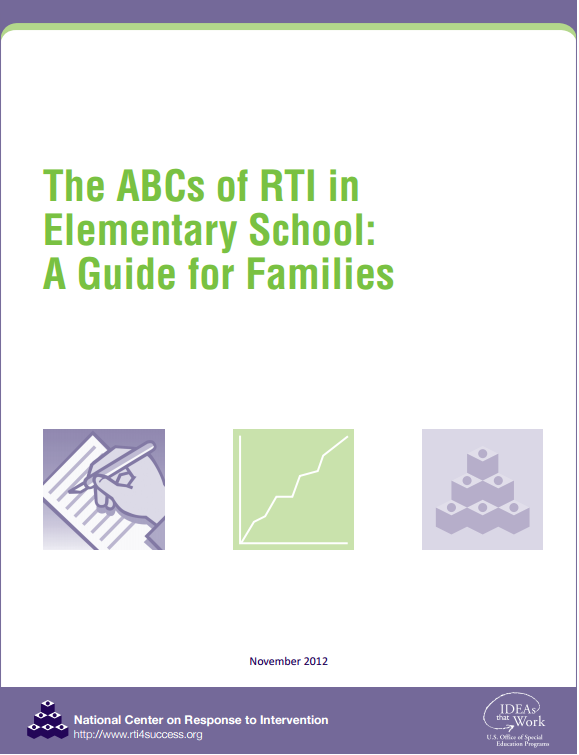 The ABCs of RTI in
Elementary School:
A Guide for Families
November 2012
National Center on Response to Intervention
http://www.rti4success.org
IDEAs
that Work
U.S. Office of Special
Education Programs